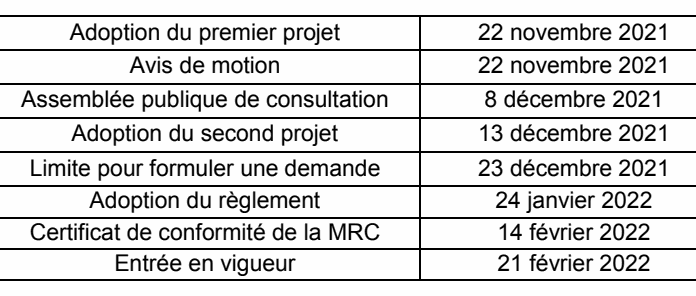 Adoption du premier projet 22 novembre 2021
Avis de motion 22 novembre 2021
Assemblée publique de consultation 8 décembre 2021
Adoption du second projet 13 décembre 2021
Limite pour formuler une demande 23 décembre 2021
Adoption du règlement 24 janvier 2022
Certificat de conformité de la MRC 14 février 2022
Entrée en vigueur 21 février 2022